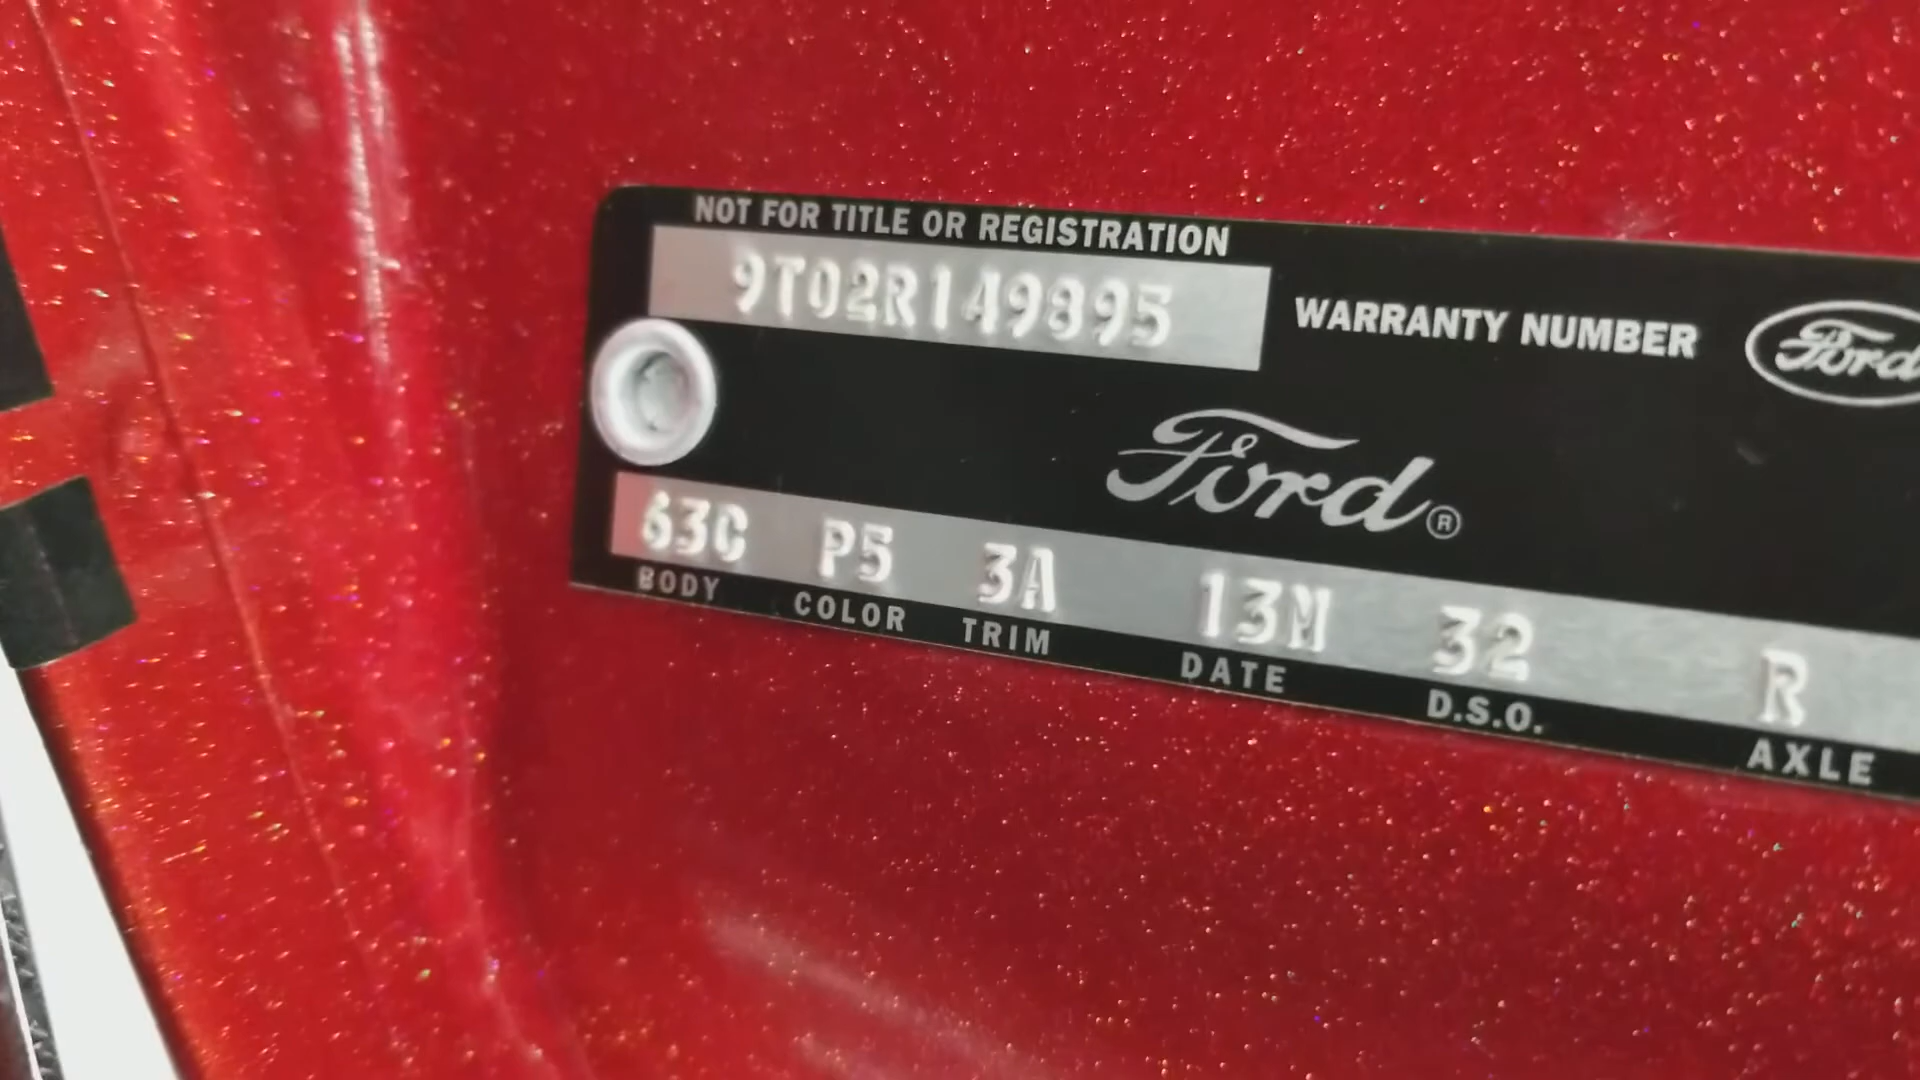 NOT FOR TITLE OR REGISTRATION
9T02R149895
WARRANTY NUMBER
Ford
Ford®
63C P5 3A 13M 32 R
BODY COLOR TRIM DATE D.S.O. AXLE